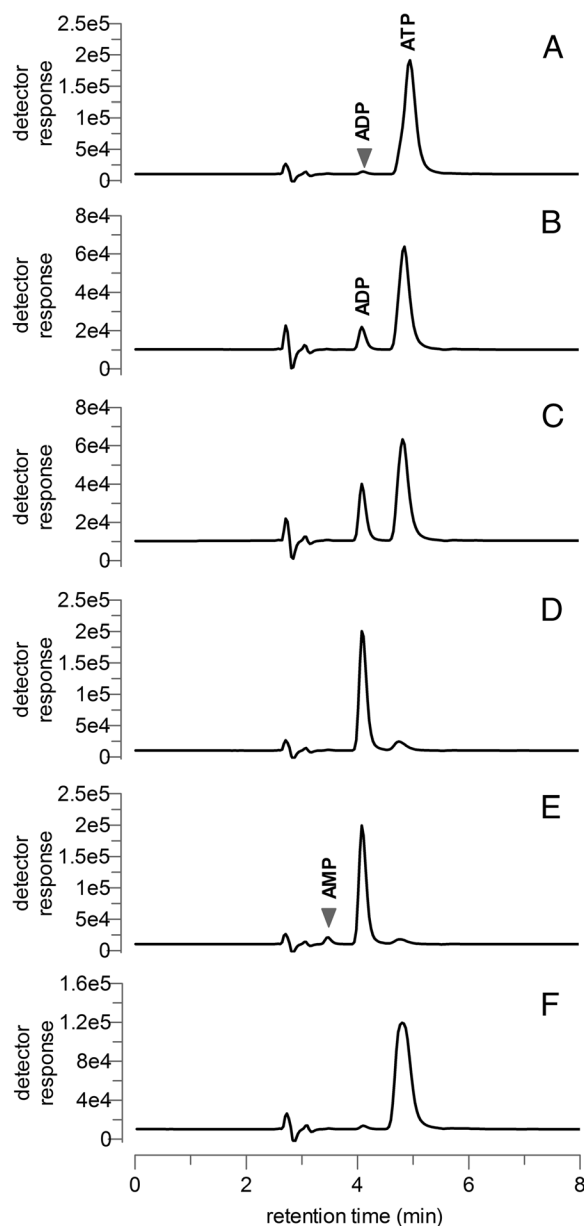 detector
response
2.5e5
2e5
1.5e5
1e5
5e4
0
ADP
ATP
A
detector
response
8e4
6e4
4e4
2e4
0
ADP
B
detector
response
8e4
6e4
4e4
2e4
0
C
detector
response
2.5e5
2e5
1.5e5
1e5
5e4
0
D
detector
response
2.5e5
2e5
1.5e5
1e5
5e4
0
AMP
E
detector
response
1.6e5
1.2e5
8e4
4e4
0
F
0 2 4 6 8
retention time (min)